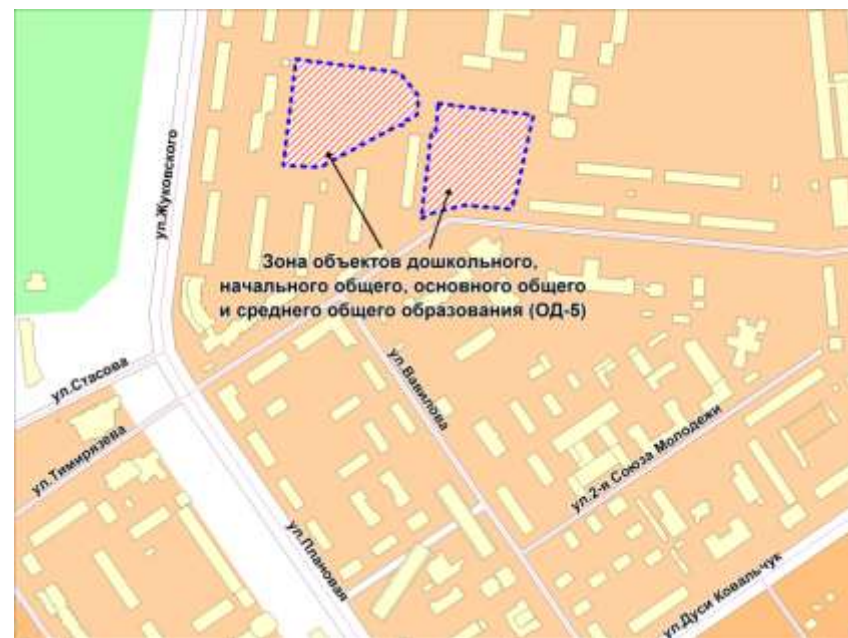 ул.Жуковского
Зона объектов дошкольного,
начального общего, основного общего
и среднего общего образования (ОД-5)
ул.Стасова
ул.Вавилова
ул.Тимирязева
ул.2-я Союза Молодежи
ул.Плановая
ул.Дуси Ковальчук